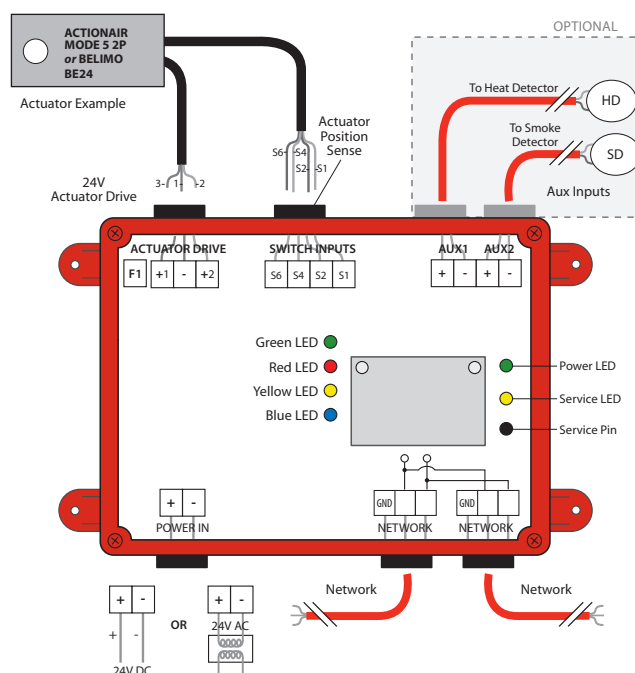 ACTIONAIR
MODE 5 2P
or BELIMO
BE24
Actuator Example
OPTIONAL
To Heat Detector
HD
To Smoke
Detector
SD
Aux Inputs
Actuator
Position
Sense
S6
S4
S2
S1
24V
Actuator Drive
3- 1- -2
ACTUATOR DRIVE
SWITCH INPUTS
AUX1
AUX2
F1
+1 - +2
S6 S4 S2 S1
+ - + -
Green LED
Red LED
Yellow LED
Blue LED
Power LED
Service LED
Service Pin
+ -
POWER IN
GND
NETWORK
GND
NETWORK
Network
Network
+ -
OR
+ -
+ -
24V DC
24V AC